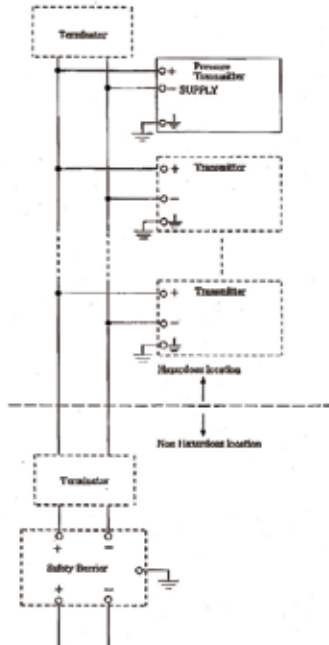 Terminator
+ Pressure
Transmitter
− SUPPLY
+ Transmitter
−
+ Transmitter
−
Hazardous location
Non Hazardous location
Terminator
+ −
Safety Barrier
+ −